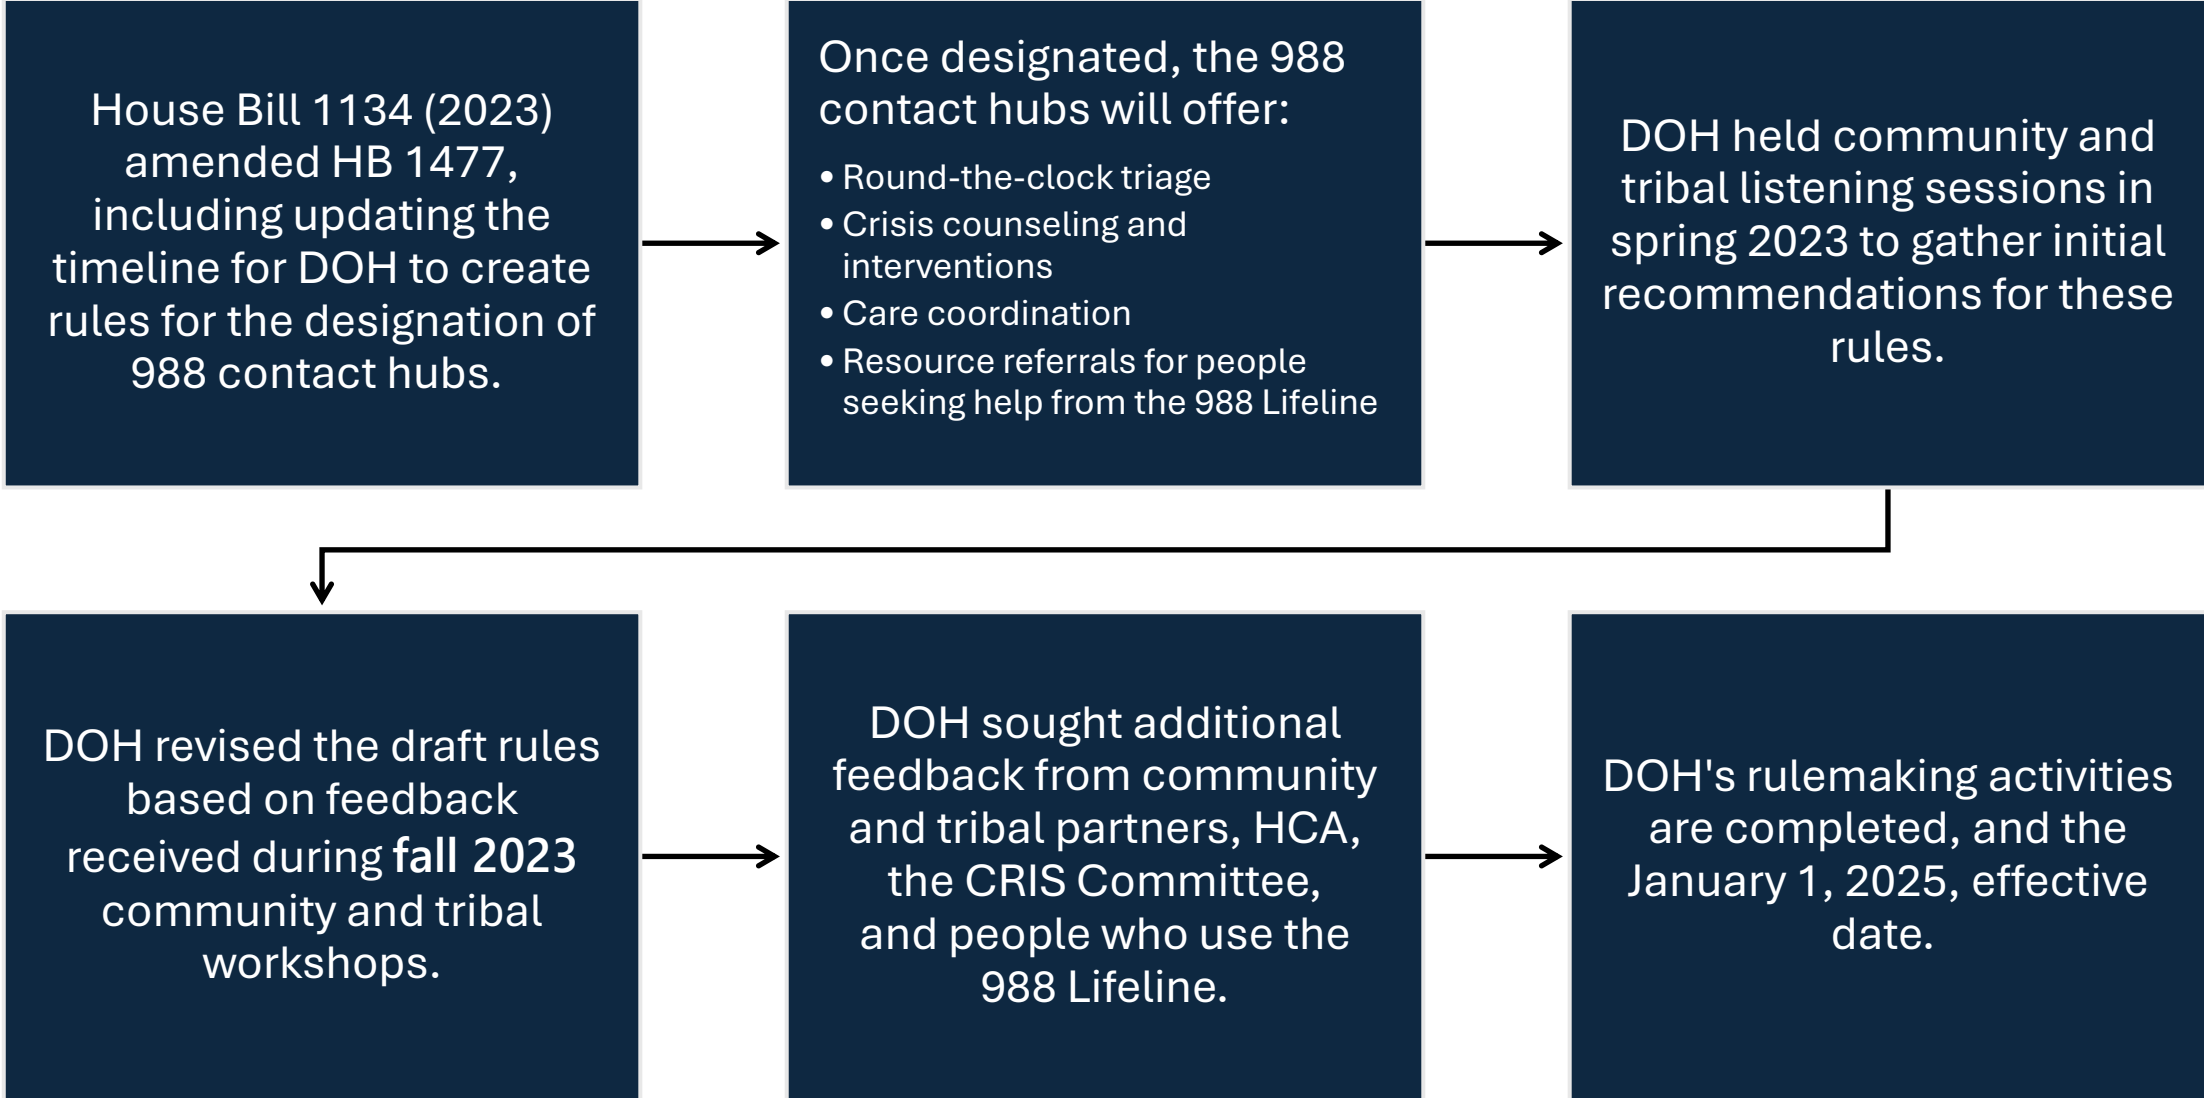 House Bill 1134 (2023)
amended HB 1477,
including updating the
timeline for DOH to create
rules for the designation of
988 contact hubs.
Once designated, the 988
contact hubs will offer:
• Round-the-clock triage
• Crisis counseling and
interventions
• Care coordination
• Resource referrals for people
seeking help from the 988 Lifeline
DOH held community and
tribal listening sessions in
spring 2023 to gather initial
recommendations for these
rules.
DOH revised the draft rules
based on feedback
received during fall 2023
community and tribal
workshops.
DOH sought additional
feedback from community
and tribal partners, HCA,
the CRIS Committee,
and people who use the
988 Lifeline.
DOH's rulemaking activities
are completed, and the
January 1, 2025, effective
date.